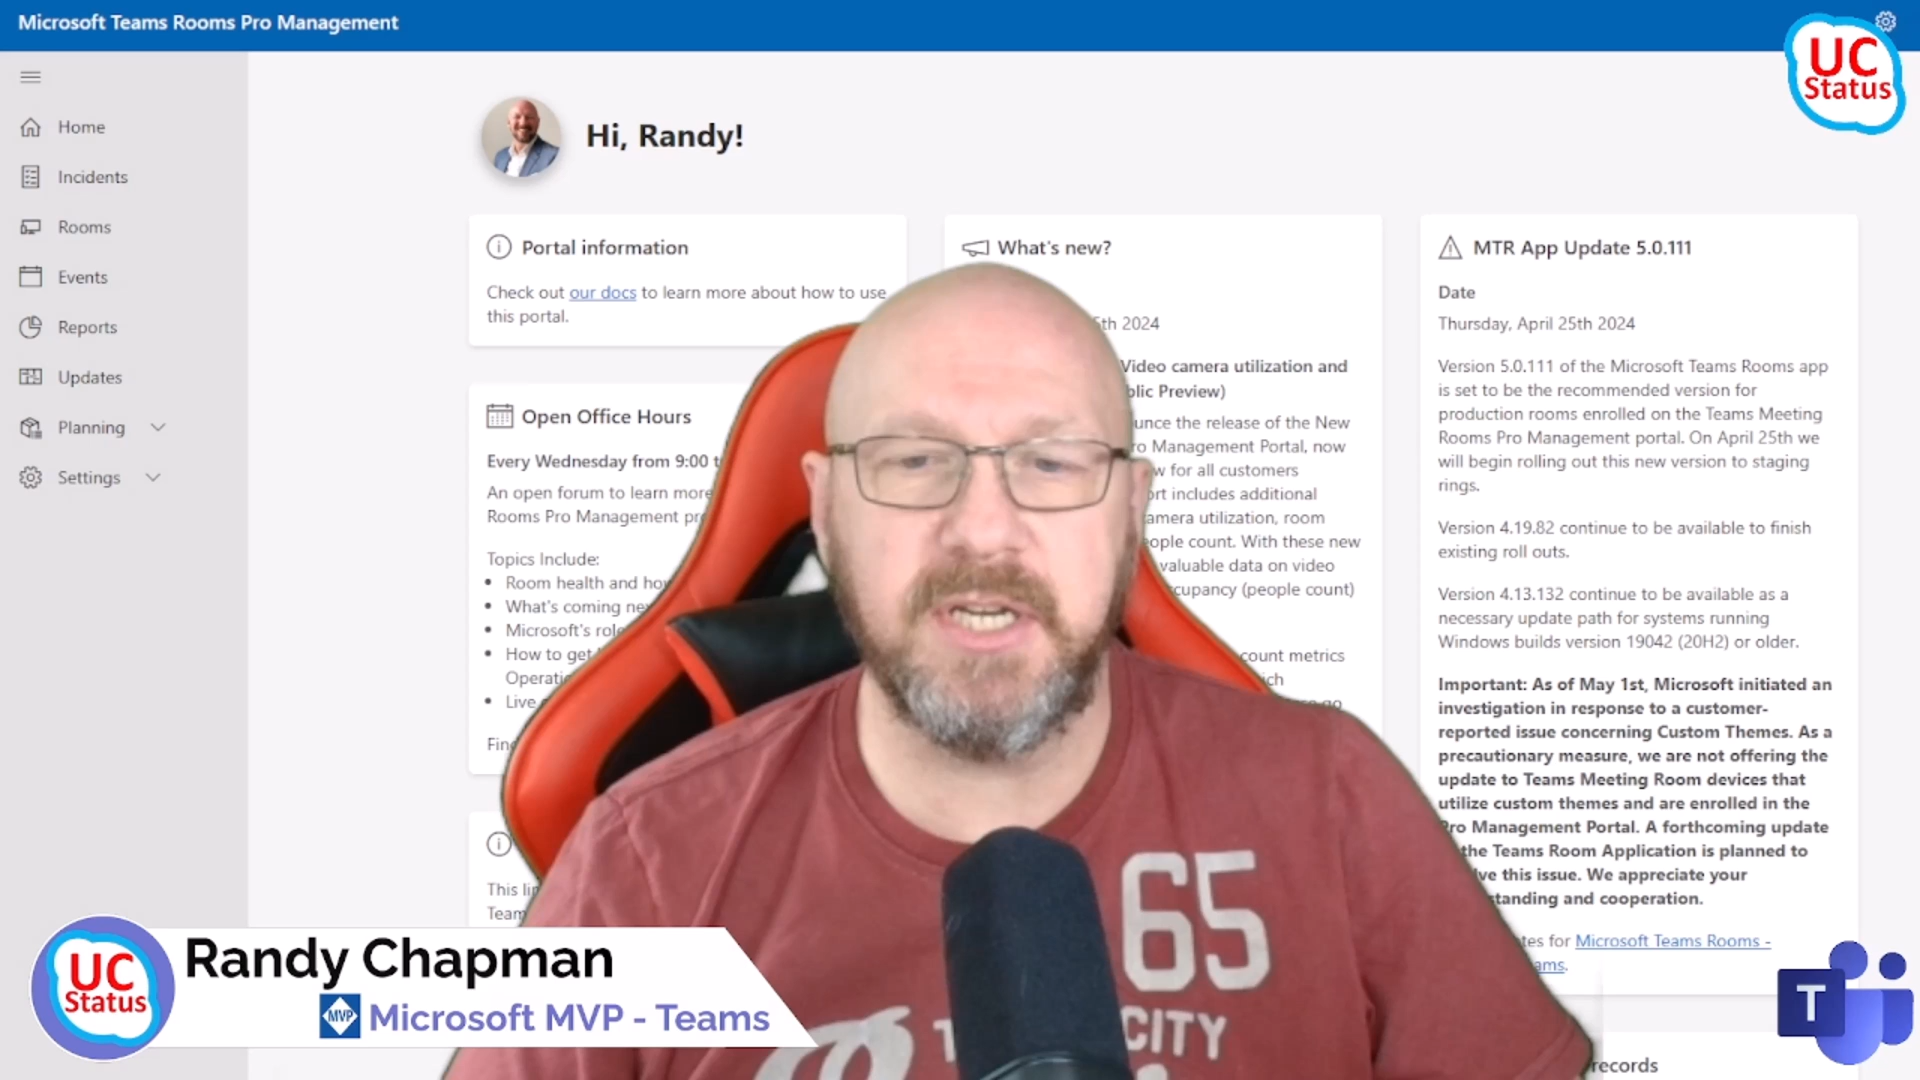 Microsoft Teams Rooms Pro Management
UC
Status
Home
Incidents
Rooms
Events
Reports
Updates
Planning
Settings
Hi, Randy!
Portal information
Check out our docs to learn more about how to use
this portal.
Open Office Hours
Every Wednesday from 9:00
An open forum to learn more
Rooms Pro Management
Topics Include:
• Room health and
• What's coming
• Microsoft's
• How to get
• Live
What's new?
5th 2024
Video camera utilization and
Preview)
the release of the New
Management Portal, now
for all customers
includes additional
camera utilization, room
people count. With these new
valuable data on video
occupancy (people count)
count metrics
go
MTR App Update 5.0.111
Date
Thursday, April 25th 2024
Version 5.0.111 of the Microsoft Teams Rooms app
is set to be the recommended version for
production rooms enrolled on the Teams Meeting
Rooms Pro Management portal. On April 25th we
will begin rolling out this new version to staging
rings.
Version 4.19.82 continue to be available to finish
existing roll outs.
Version 4.13.132 continue to be available as a
necessary update path for systems running
Windows builds version 19042 (20H2) or older.
Important: As of May 1st, Microsoft initiated an
investigation in response to a customer-
reported issue concerning Custom Themes. As a
precautionary measure, we are not offering the
update to Teams Meeting Room devices that
utilize custom themes and are enrolled in the
Pro Management Portal. A forthcoming update
the Teams Room Application is planned to
this issue. We appreciate your
and cooperation.
for Microsoft Teams Rooms -
records
This
65
CITY
UC
Status
Randy Chapman
MVP Microsoft MVP - Teams
T